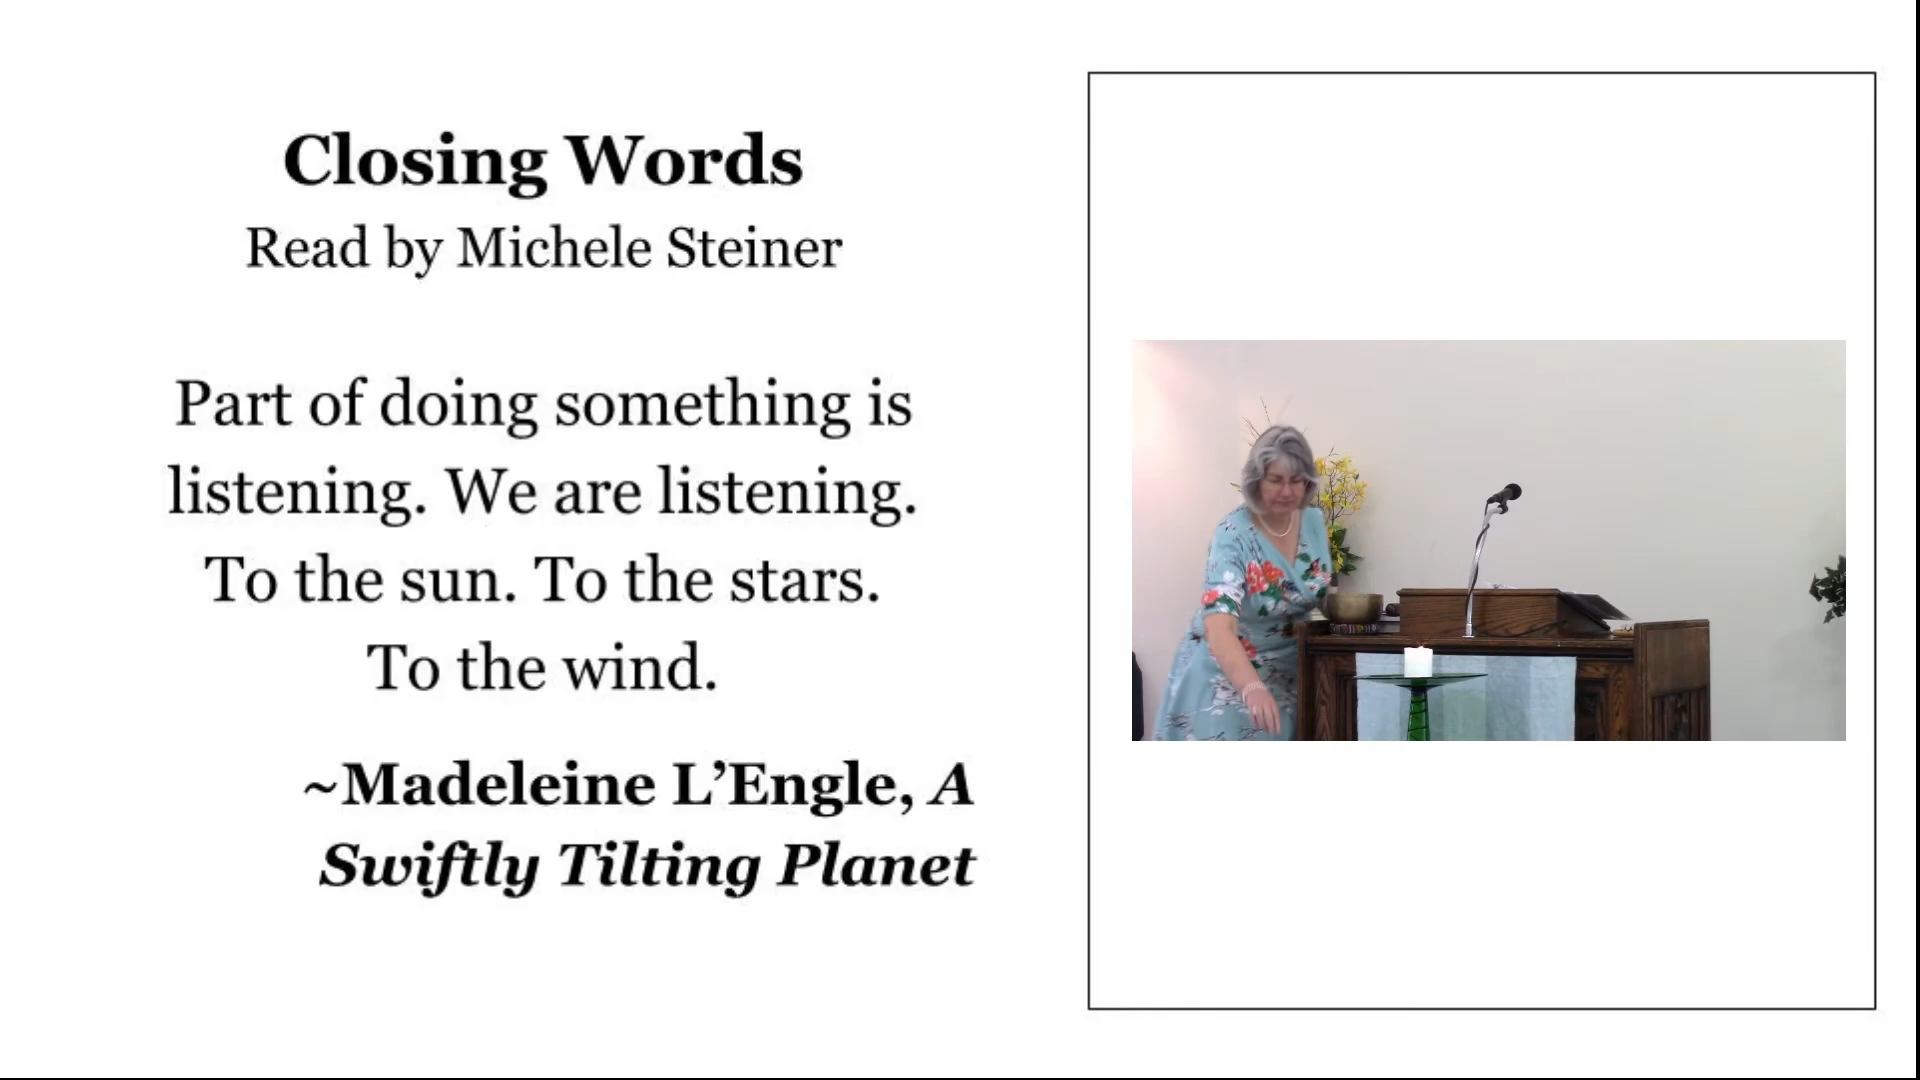 Closing Words
Read by Michele Steiner
Part of doing something is
listening. We are listening.
To the sun. To the stars.
To the wind.
~Madeleine L’Engle, A
Swiftly Tilting Planet